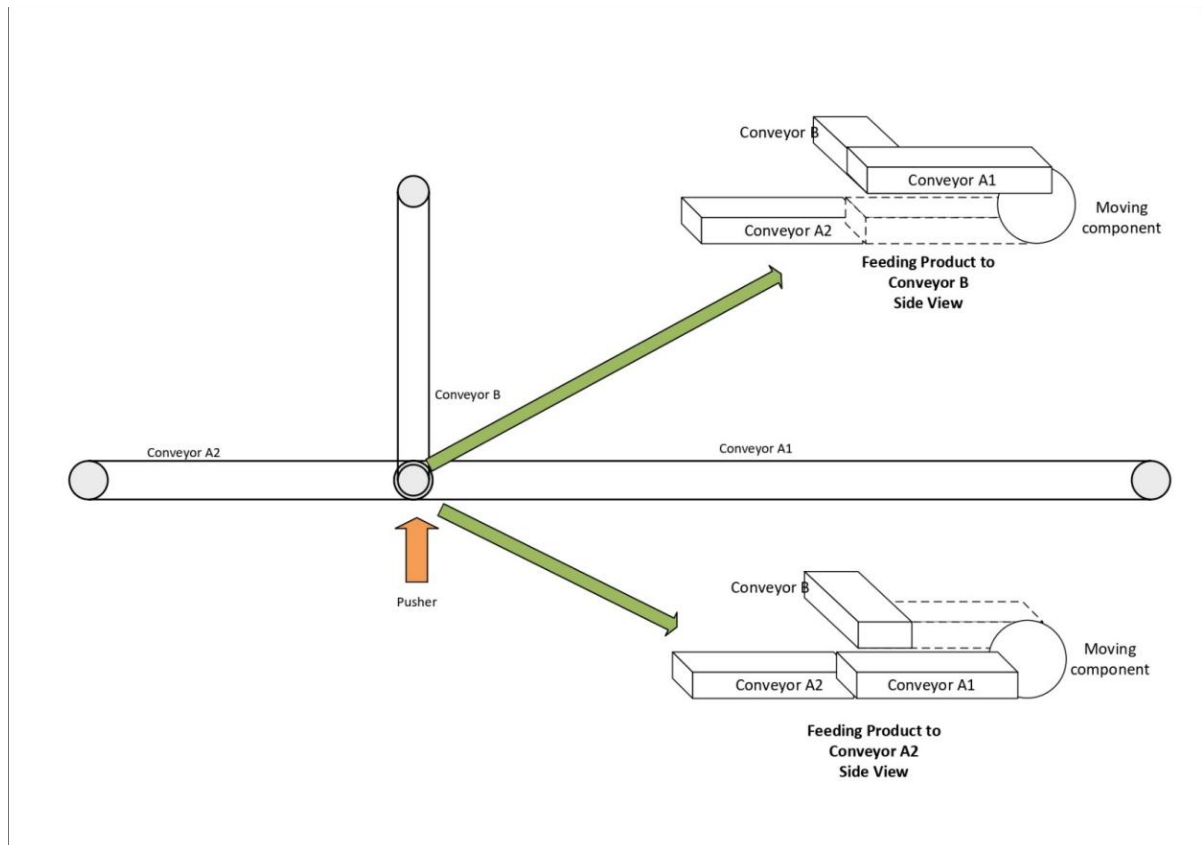 Conveyor B
Conveyor A1
Moving
component
Conveyor A2
Feeding Product to
Conveyor B
Side View
Conveyor B
Conveyor A2
Conveyor A1
Pusher
Conveyor B
Moving
component
Conveyor A2
Conveyor A1
Feeding Product to
Conveyor A2
Side View